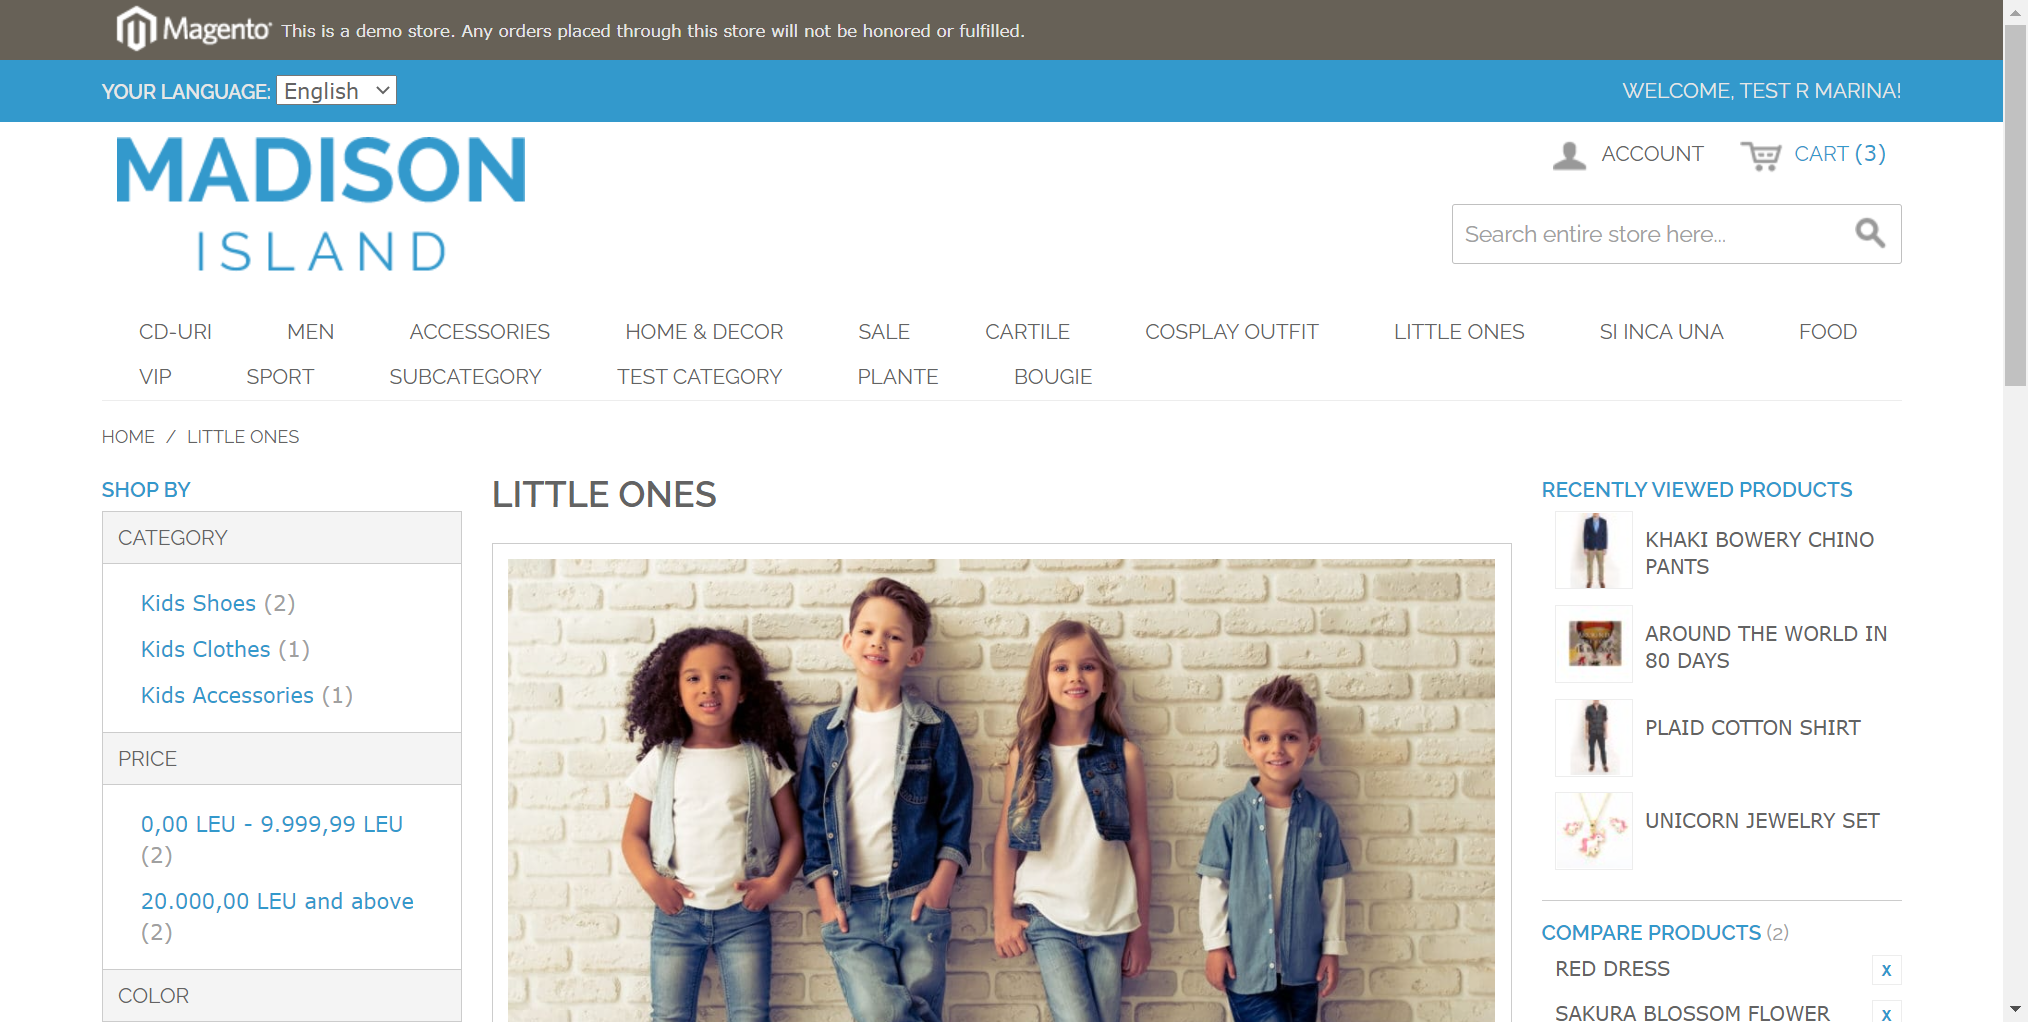 Magento This is a demo store. Any orders placed through this store will not be honored or fulfilled.
YOUR LANGUAGE: English
WELCOME, TEST R MARINA!
MADISON
ISLAND
ACCOUNT
CART (3)
Search entire store here...
CD-URI MEN ACCESSORIES HOME & DECOR SALE CARTILE COSPLAY OUTFIT LITTLE ONES SI INCA UNA FOOD
VIP SPORT SUBCATEGORY TEST CATEGORY PLANTE BOUGIE
HOME / LITTLE ONES
SHOP BY
CATEGORY
Kids Shoes (2)
Kids Clothes (1)
Kids Accessories (1)
PRICE
0,00 LEU - 9.999,99 LEU
(2)
20.000,00 LEU and above
(2)
COLOR
LITTLE ONES
RECENTLY VIEWED PRODUCTS
KHAKI BOWERY CHINO
PANTS
AROUND THE WORLD IN
80 DAYS
PLAID COTTON SHIRT
UNICORN JEWELRY SET
COMPARE PRODUCTS (2)
RED DRESS X
SAKURA BLOSSOM FLOWER X